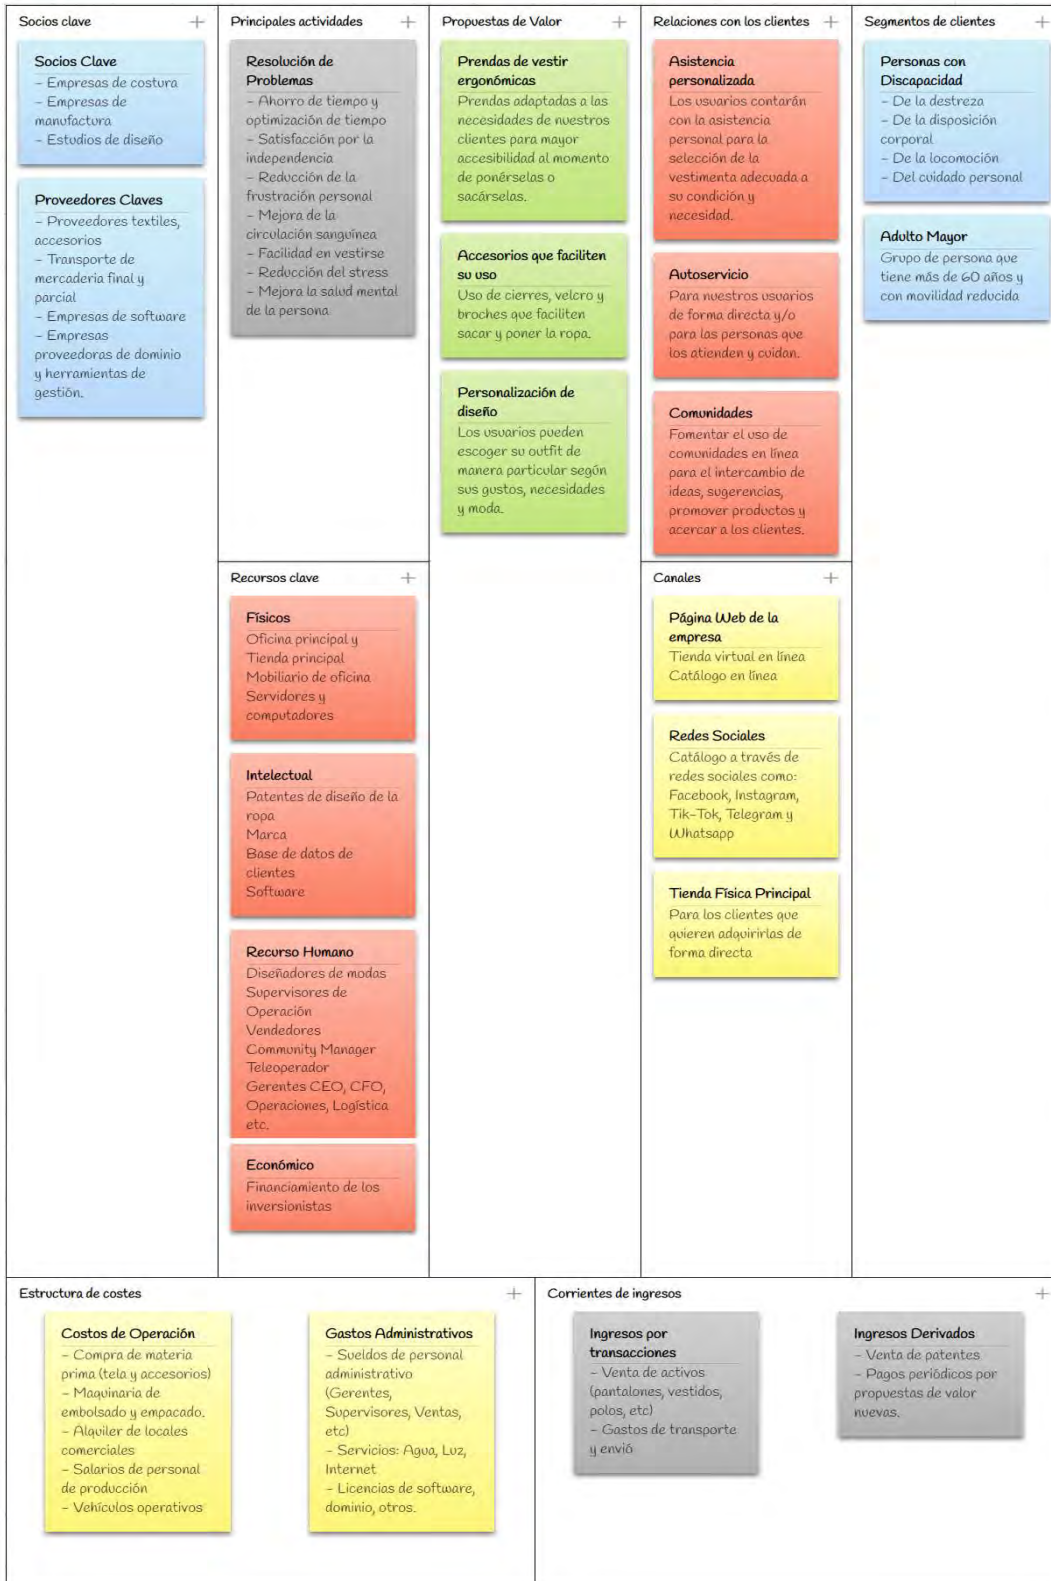 Socios clave +
Socios Clave
- Empresas de costura
- Empresas de
manufactura
- Estudios de diseño
Proveedores Claves
- Proveedores textiles,
accesorios
- Transporte de
mercaderia final y
parcial
- Empresas de software
- Empresas
proveedoras de dominio
y herramientas de
gestión.
Principales actividades +
Resolución de
Problemas
- Ahorro de tiempo y
optimización de tiempo
- Satisfacción por la
independencia
- Reducción de la
frustración personal
- Mejora de la
circulación sanguinea
- Facilidad en vestirse
- Reducción del stress
- Mejora la salud mental
de la persona
Propuestas de Valor +
Prendas de vestir
ergonómicas
Prendas adaptadas a las
necesidades de nuestros
clientes para mayor
accesibilidad al momento
de ponérselas o
sacárselas.
Accesorios que faciliten
su uso
Uso de cierres, velcro y
broches que faciliten
sacar y poner la ropa.
Personalización de
diseño
Los usuarios pueden
escoger su outfit de
manera particular según
sus gustos, necesidades
y moda.
Relaciones con los clientes +
Asistencia
personalizada
Los usuarios contarán
con la asistencia
personal para la
selección de la
vestimenta adecuada a
su condición y
necesidad.
Autoservicio
Para nuestros usuarios
de forma directa y/o
para las personas que
los atienden y cuidan.
Comunidades
Fomentar el uso de
comunidades en línea
para el intercambio de
ideas, sugerencias,
promover productos y
acercar a los clientes.
Segmentos de clientes +
Personas con
Discapacidad
- De la destreza
- De la disposición
corporal
- De la locomoción
- Del cuidado personal
Adulto Mayor
Grupo de persona que
tiene más de 60 años y
con movilidad reducida
Recursos clave +
Físicos
Oficina principal y
Tienda principal
Mobiliario de oficina
Servidores y
computadores
Intelectual
Patentes de diseño de la
ropa
Marca
Base de datos de
clientes
Software
Recurso Humano
Diseñadores de modas
Supervisores de
Operación
Vendedores
Community Manager
Teleoperador
Gerentes CEO, CFO,
Operaciones, Logística
etc.
Económico
Financiamiento de los
inversionistas
Canales +
Página Web de la
empresa
Tienda virtual en línea
Catálogo en línea
Redes Sociales
Catálogo a través de
redes sociales como:
Facebook, Instagram,
Tik-Tok, Telegram y
Whatsapp
Tienda Física Principal
Para los clientes que
quieren adquirirlas de
forma directa
Estructura de costes +
Costos de Operación
- Compra de materia
prima (tela y accesorios)
- Maquinaria de
embolsado y empacado.
- Alquiler de locales
comerciales
- Salarios de personal
de producción
- Vehículos operativos
Gastos Administrativos
- Sueldos de personal
administrativo
(Gerentes,
Supervisores, Ventas,
etc)
- Servicios: Agua, Luz,
Internet
- Licencias de software,
dominio, otros.
Corrientes de ingresos +
Ingresos por
transacciones
- Venta de activos
(pantalones, vestidos,
polos, etc)
- Gastos de transporte
y envió
Ingresos Derivados
- Venta de patentes
- Pagos periódicos por
propuestas de valor
nuevas.